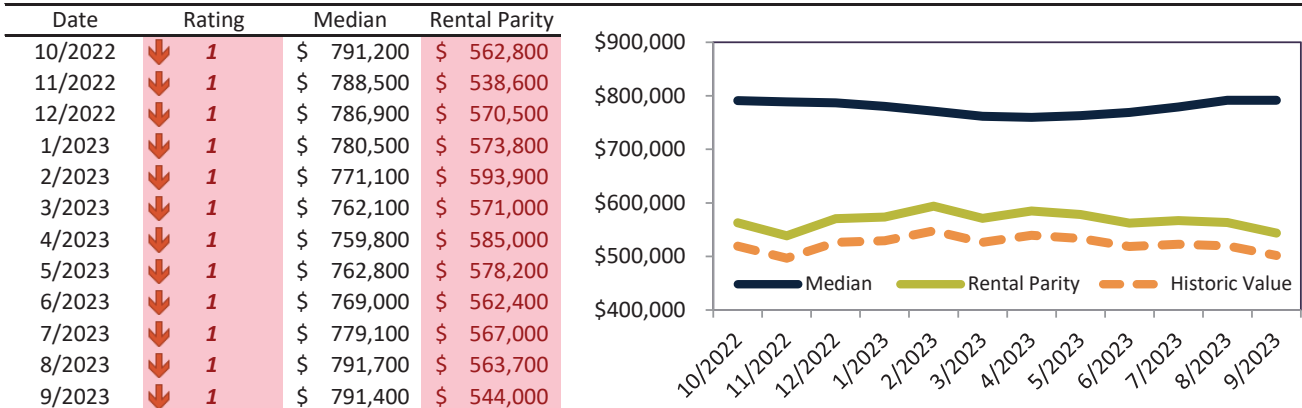 Date Rating Median Rental Parity
10/2022 1 $ 791,200 $ 562,800
11/2022 1 $ 788,500 $ 538,600
12/2022 1 $ 786,900 $ 570,500
1/2023 1 $ 780,500 $ 573,800
2/2023 1 $ 771,100 $ 593,900
3/2023 1 $ 762,100 $ 571,000
4/2023 1 $ 759,800 $ 585,000
5/2023 1 $ 762,800 $ 578,200
6/2023 1 $ 769,000 $ 562,400
7/2023 1 $ 779,100 $ 567,000
8/2023 1 $ 791,700 $ 563,700
9/2023 1 $ 791,400 $ 544,000
$900,000
$800,000
$700,000
$600,000
$500,000
$400,000
Median Rental Parity Historic Value
10/2022 11/2022 12/2022 1/2023 2/2023 3/2023 4/2023 5/2023 6/2023 7/2023 8/2023 9/2023